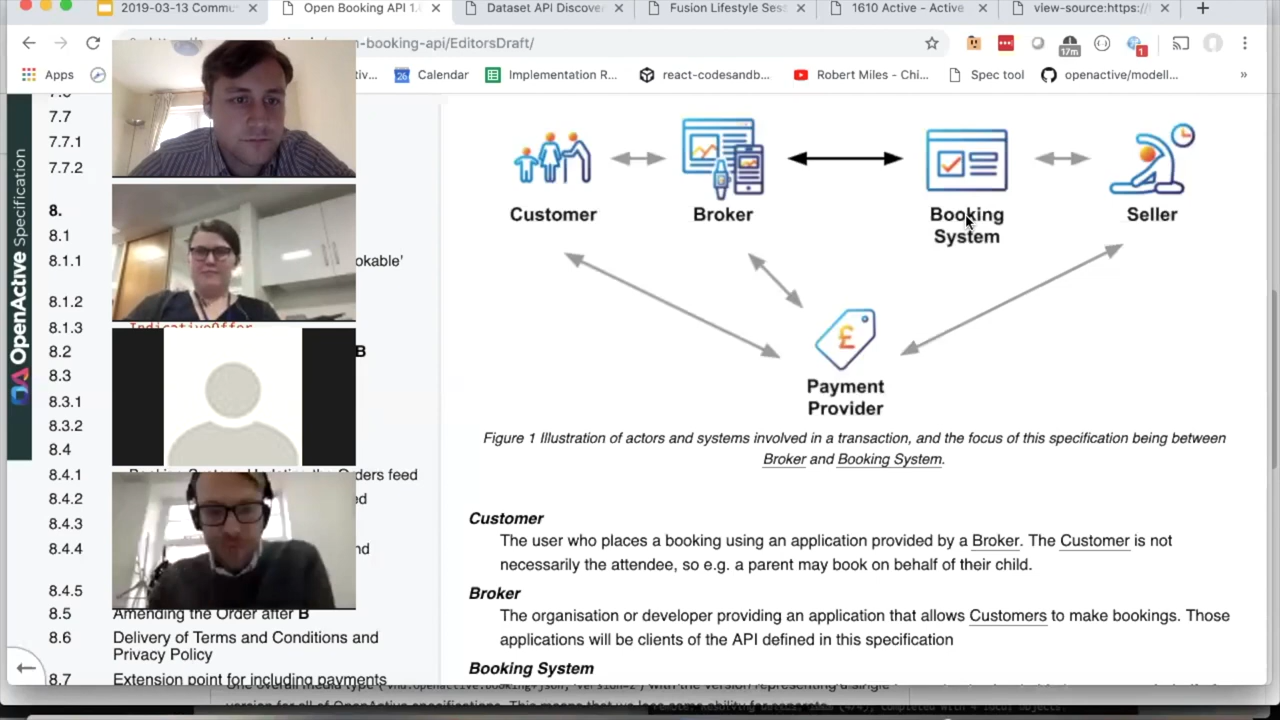 2019-03-13 Commu
Open Booking API 1.
Dataset API Discove
Fusion Lifestyle Ses
1610 Active - Active
view-source:https://
n-booking-api/EditorsDraft/
17m
1
Apps
tiv...
26
Calendar
Implementation R...
react-codesandb...
Robert Miles - Chi...
Spec tool
openactive/modell...
»
OpenActive Specification
7.7
7.7.1
7.7.2
8.
8.1
8.1.1
okable'
8.1.2
8.1.3
IndicativeOffer
8.2
B
8.3
8.3.1
8.3.2
8.4
8.4.1
ders feed
8.4.2
ed
8.4.3
8.4.4
nd
8.4.5
8.5
Amending the Order after B
8.6
Delivery of Terms and Conditions and
Privacy Policy
8.7
Extension point for including payments
Customer
Broker
Booking
System
Seller
£
Payment
Provider
Figure 1 Illustration of actors and systems involved in a transaction, and the focus of this specification being between
Broker and Booking System.
Customer
The user who places a booking using an application provided by a Broker. The Customer is not
necessarily the attendee, so e.g. a parent may book on behalf of their child.
Broker
The organisation or developer providing an application that allows Customers to make bookings. Those
applications will be clients of the API defined in this specification
Booking System